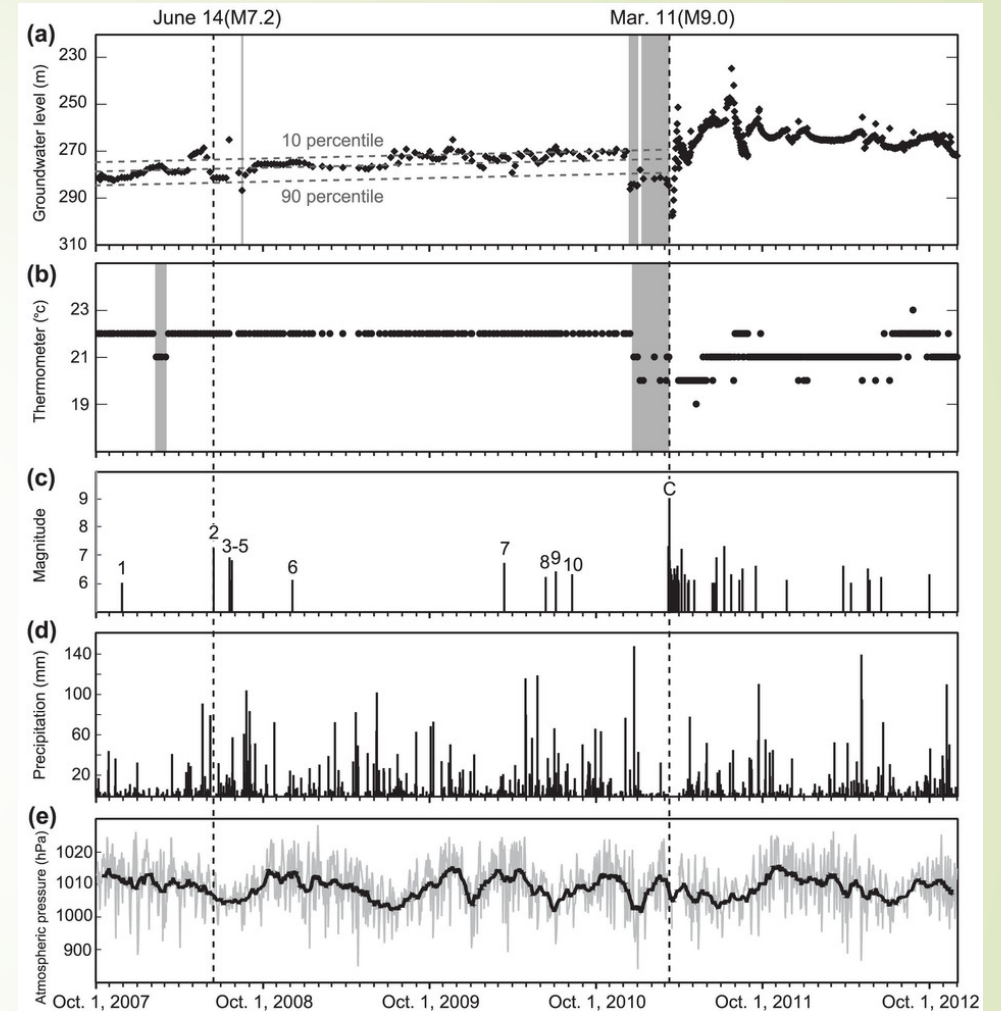 June 14(M7.2)
Mar. 11(M9.0)
(a)
Groundwater level (m)
230
250
270
290
310
10 percentile
90 percentile
(b)
Thermometer (°c)
23
21
19
(c)
Magnitude
9
8
7
6
1
2
3-5
6
7
8
9
10
C
(d)
Precipitation (mm)
140
100
60
20
(e)
Atmospheric pressure (hPa)
1020
1010
1000
900
Oct. 1, 2007
Oct. 1, 2008
Oct. 1, 2009
Oct. 1, 2010
Oct. 1, 2011
Oct. 1, 2012